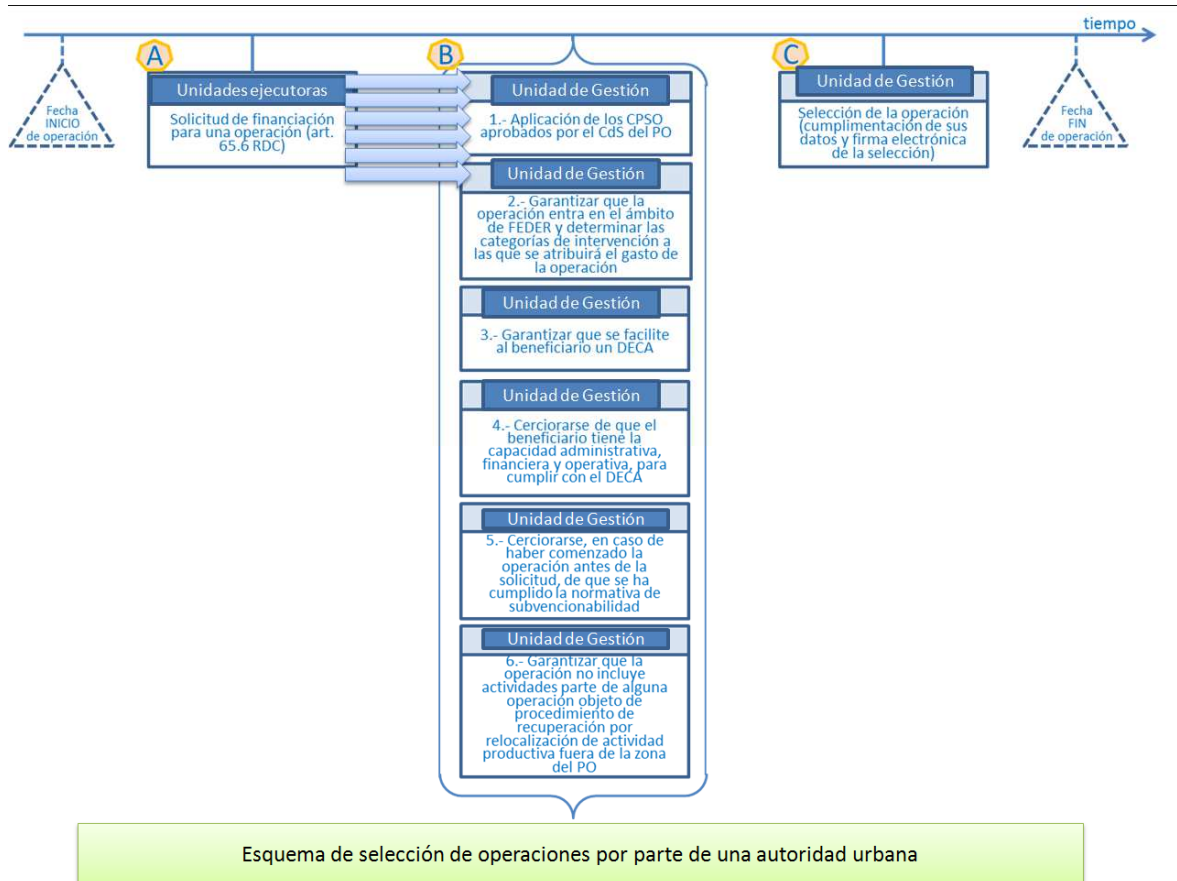 tiempo
Fecha
INICIO
de operación
A
Unidades ejecutoras
Solicitud de financiación
para una operación (art.
65.6 RDC)
B
Unidad de Gestión
1.- Aplicación de los CPSO
aprobados por el CdS del PO
Unidad de Gestión
2.- Garantizar que la
operación entra en el ámbito
de FEDER y determinar las
categorías de intervención a
las que se atribuirá el gasto de
la operación
Unidad de Gestión
3.- Garantizar que se facilite
al beneficiario un DECA
Unidad de Gestión
4.- Cerciorarse de que el
beneficiario tiene la
capacidad administrativa,
financiera y operativa, para
cumplir con el DECA
Unidad de Gestión
5.- Cerciorarse, en caso de
haber comenzado la
operación antes de la
solicitud, de que se ha
cumplido la normativa de
subvencionabilidad
Unidad de Gestión
6.- Garantizar que la
operación no incluye
actividades parte de alguna
operación objeto de
procedimiento de
recuperación por
relocalización de actividad
productiva fuera de la zona
del PO
C
Unidad de Gestión
Selección de la operación
(cumplimentación de sus
datos y firma electrónica
de la selección)
Fecha
FIN
de operación
Esquema de selección de operaciones por parte de una autoridad urbana